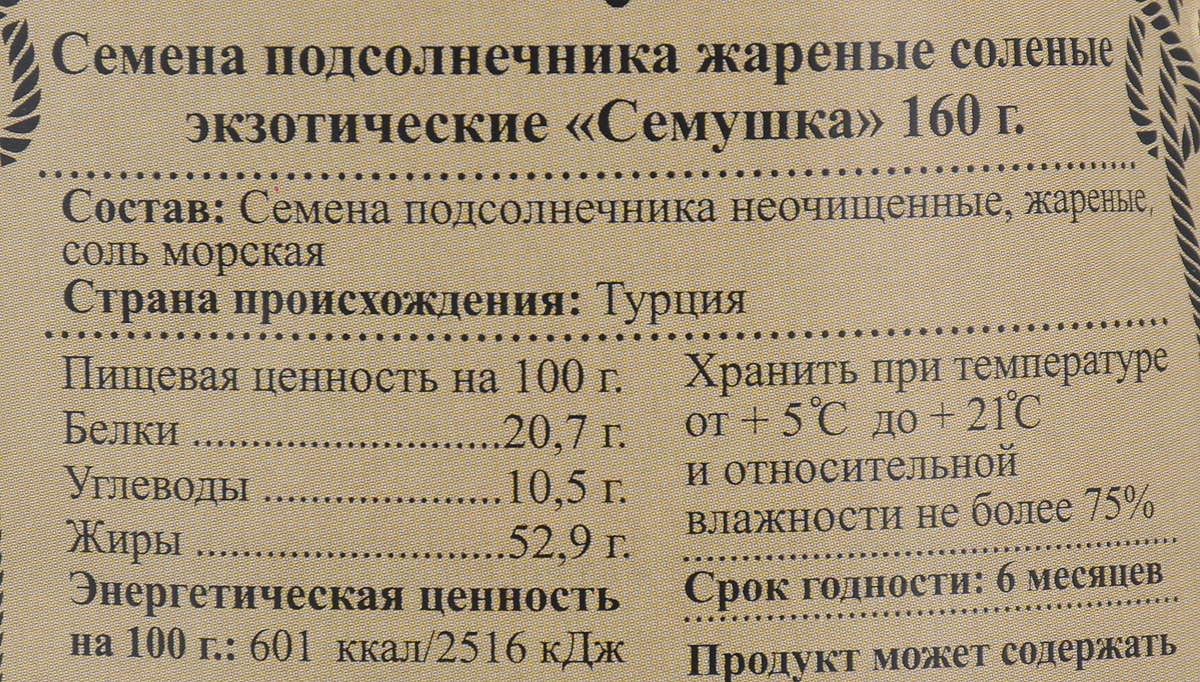 Семена подсолнечника жареные соленые
экзотические «Семушка» 160 г.
Состав: Семена подсолнечника неочищенные, жареные,
соль морская
Страна происхождения: Турция
Пищевая ценность на 100 г.
Белки ..........................20,7 г.
Углеводы ....................10,5 г.
Жиры ..........................52,9 г.
Энергетическая ценность
на 100 г.: 601 ккал/2516 кДж
Хранить при температуре
от + 5℃ до + 21℃
и относительной
влажности не более 75%
Срок годности: 6 месяцев
Продукт может содержать